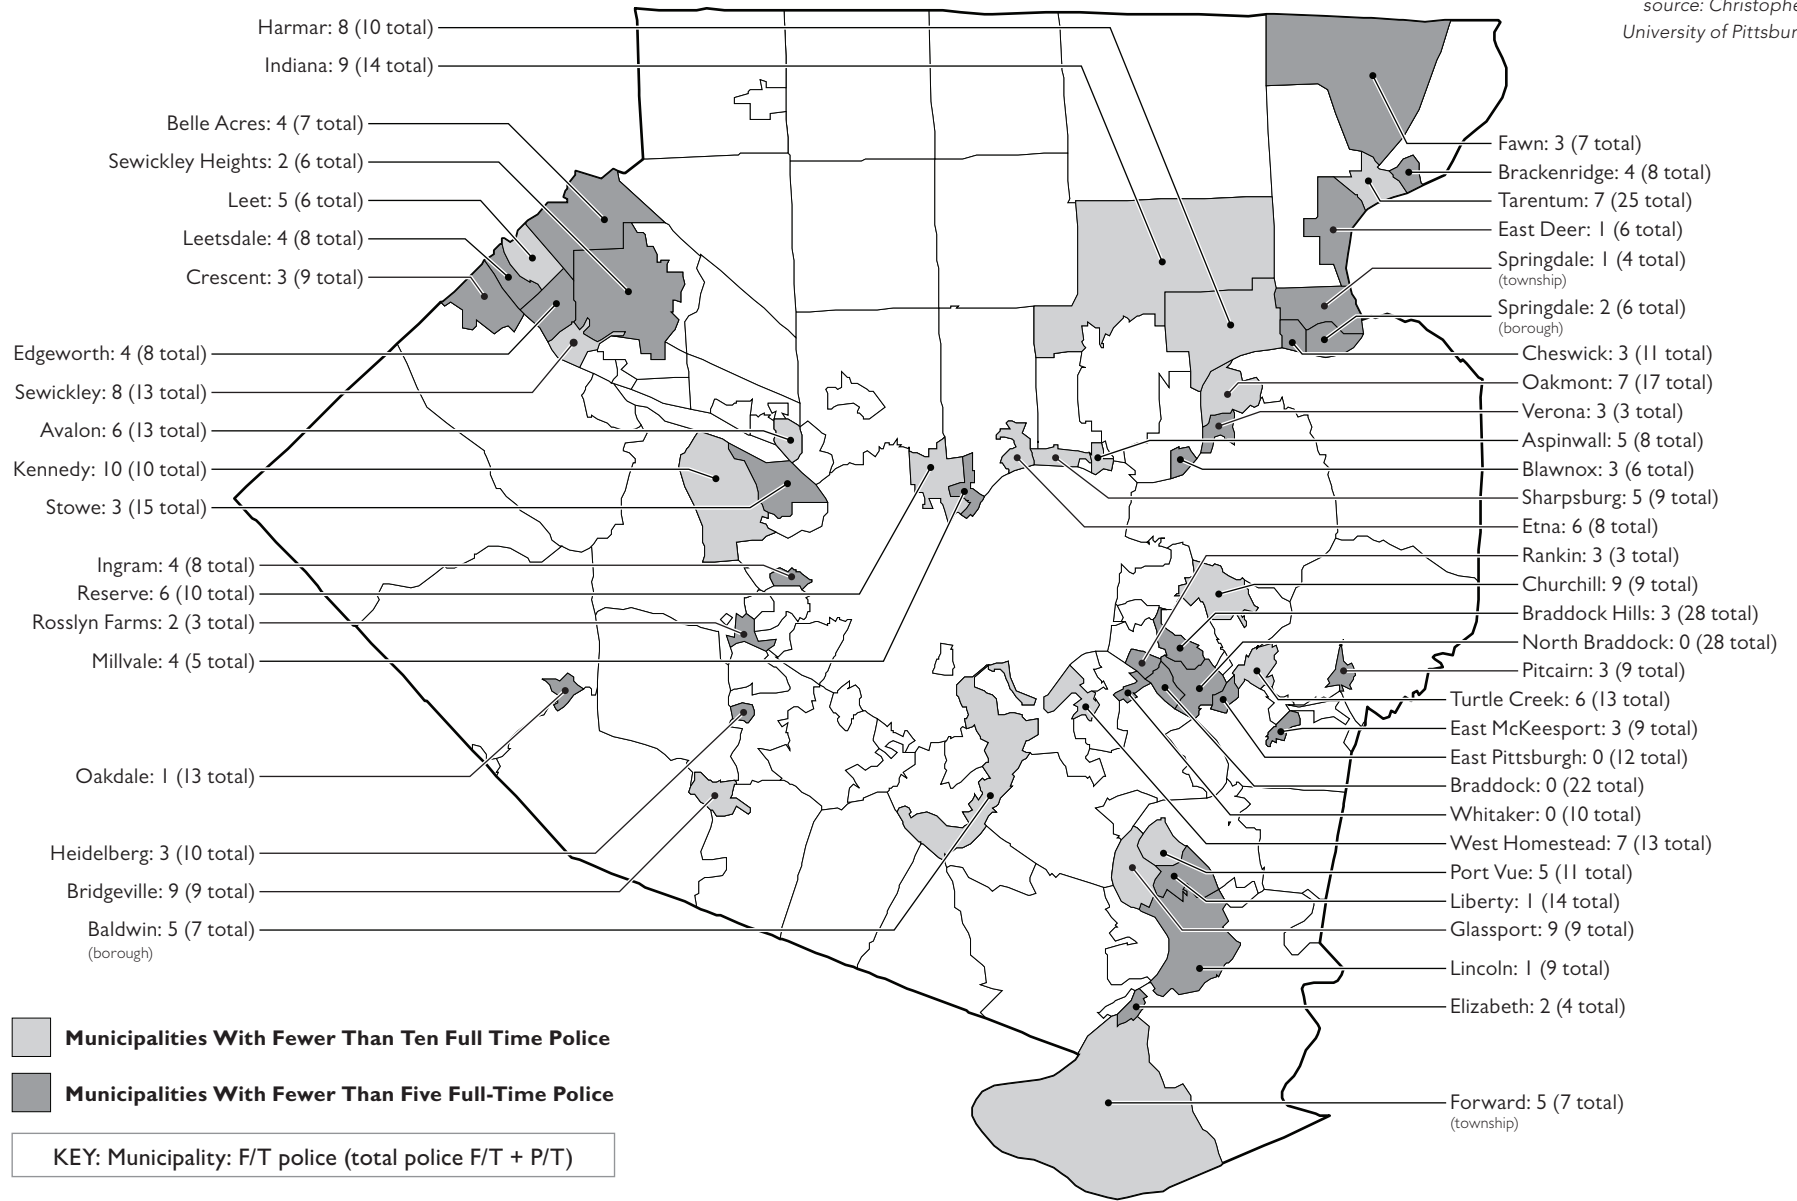 source: Christophe
University of Pittsbur
Harmar: 8 (10 total)
Indiana: 9 (14 total)
Belle Acres: 4 (7 total)
Sewickley Heights: 2 (6 total)
Leet: 5 (6 total)
Leetsdale: 4 (8 total)
Crescent: 3 (9 total)
Edgeworth: 4 (8 total)
Sewickley: 8 (13 total)
Avalon: 6 (13 total)
Kennedy: 10 (10 total)
Stowe: 3 (15 total)
Ingram: 4 (8 total)
Reserve: 6 (10 total)
Rosslyn Farms: 2 (3 total)
Millvale: 4 (5 total)
Oakdale: 1 (13 total)
Heidelberg: 3 (10 total)
Bridgeville: 9 (9 total)
Baldwin: 5 (7 total)
(borough)
Fawn: 3 (7 total)
Brackenridge: 4 (8 total)
Tarentum: 7 (25 total)
East Deer: 1 (6 total)
Springdale: 1 (4 total)
(township)
Springdale: 2 (6 total)
(borough)
Cheswick: 3 (11 total)
Oakmont: 7 (17 total)
Verona: 3 (3 total)
Aspinwall: 5 (8 total)
Blawnox: 3 (6 total)
Sharpsburg: 5 (9 total)
Etna: 6 (8 total)
Rankin: 3 (3 total)
Churchill: 9 (9 total)
Braddock Hills: 3 (28 total)
North Braddock: 0 (28 total)
Pitcairn: 3 (9 total)
Turtle Creek: 6 (13 total)
East McKeesport: 3 (9 total)
East Pittsburgh: 0 (12 total)
Braddock: 0 (22 total)
Whitaker: 0 (10 total)
West Homestead: 7 (13 total)
Port Vue: 5 (11 total)
Liberty: 1 (14 total)
Glassport: 9 (9 total)
Lincoln: 1 (9 total)
Elizabeth: 2 (4 total)
Forward: 5 (7 total)
(township)
Municipalities With Fewer Than Ten Full Time Police
Municipalities With Fewer Than Five Full-Time Police
KEY: Municipality: F/T police (total police F/T + P/T)